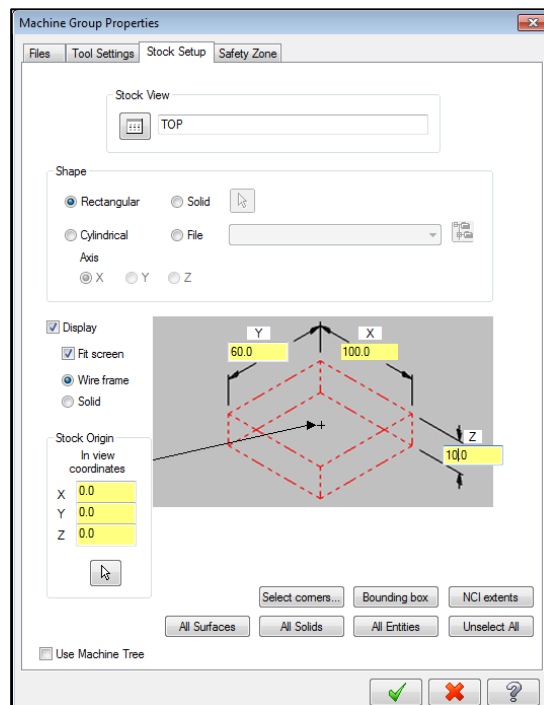 Machine Group Properties
Files Tool Settings Stock Setup Safety Zone
Stock View
TOP
Shape
Rectangular Solid
Cylindrical File
Axis
X Y Z
Display
Fit screen
Wire frame
Solid
Y X
60.0 100.0
Z
10.0
Stock Origin
In view
coordinates
X 0.0
Y 0.0
Z 0.0
Select corners... Bounding box NCI extents
All Surfaces All Solids All Entities Unselect All
Use Machine Tree